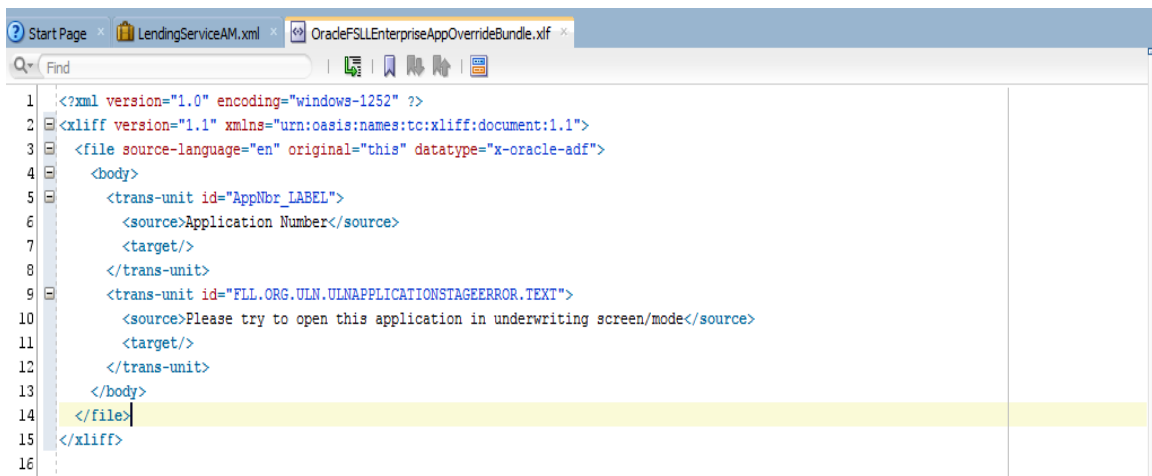 Start Page LendingServiceAM.xml OracleFSLLEnterpriseAppOverrideBundle.xlf
Find
1 <?xml version="1.0" encoding="windows-1252" ?>
2 <xliff version="1.1" xmlns="urn:oasis:names:tc:xliff:document:1.1">
3 <file source-language="en" original="this" datatype="x-oracle-adf">
4 <body>
5 <trans-unit id="AppNbr_LABEL">
6 <source>Application Number</source>
7 <target/>
8 </trans-unit>
9 <trans-unit id="FLL.ORG.ULN.ULNAPPLICATIONSTAGEERROR.TEXT">
10 <source>Please try to open this application in underwriting screen/mode</source>
11 <target/>
12 </trans-unit>
13 </body>
14 </file>
15 </xliff>
16